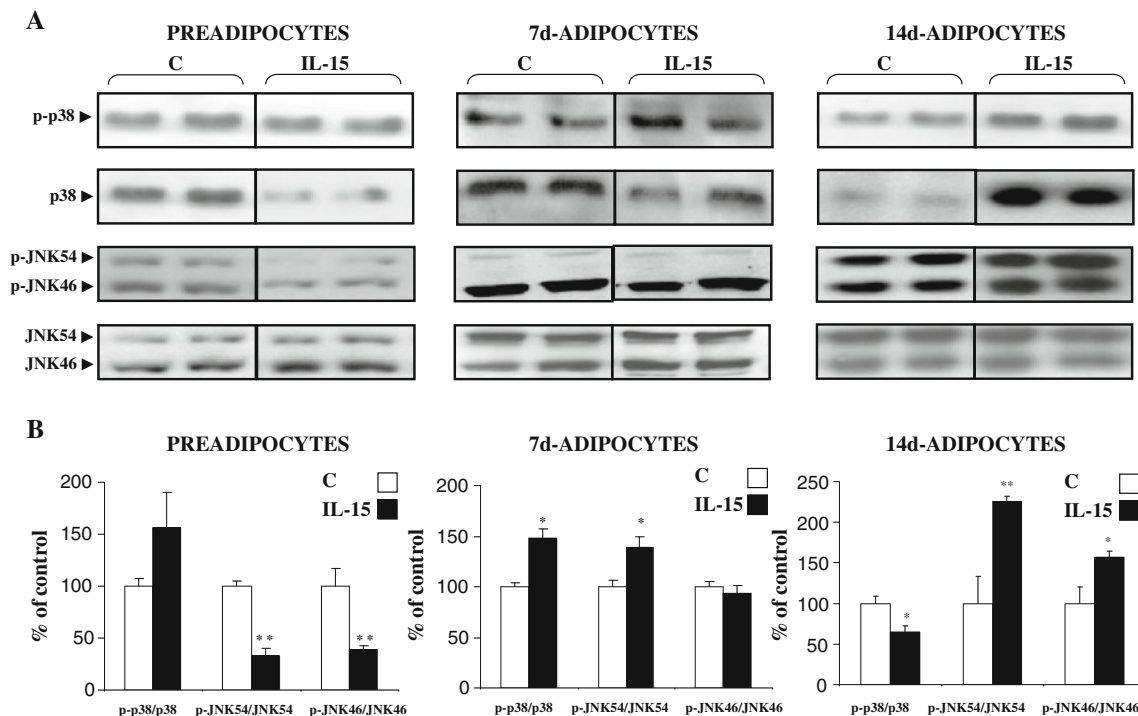 A
PREADIPOCYTES 7d-ADIPOCYTES 14d-ADIPOCYTES
C IL-15 C IL-15 C IL-15
p-p38
p38
p-JNK54
p-JNK46
JNK54
JNK46
B
PREADIPOCYTES 7d-ADIPOCYTES 14d-ADIPOCYTES
% of control
200
150
100
50
0
C
IL-15
**
**
p-p38/p38 p-JNK54/JNK54 p-JNK46/JNK46
% of control
200
150
100
50
0
C
IL-15
*
*
p-p38/p38 p-JNK54/JNK54 p-JNK46/JNK46
% of control
250
200
150
100
50
0
C
IL-15
*
**
*
p-p38/p38 p-JNK54/JNK54 p-JNK46/JNK46